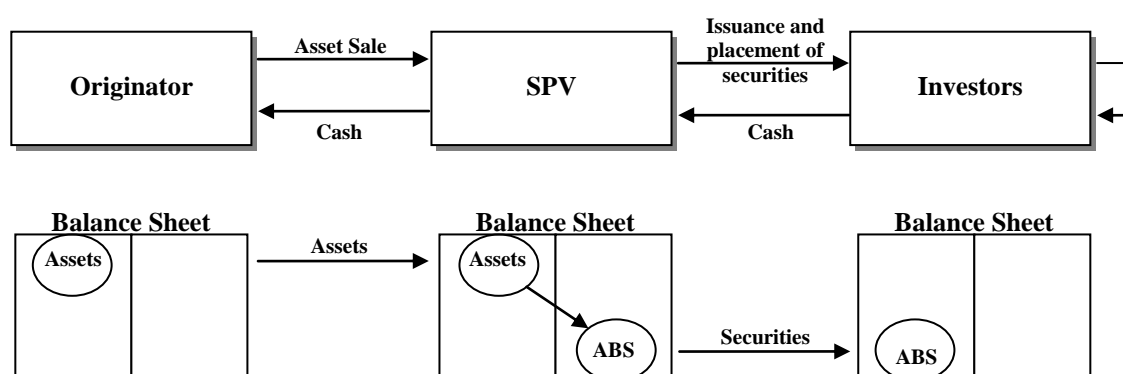 Originator
Asset Sale
Cash
SPV
Issuance and
placement of
securities
Cash
Investors
Balance Sheet
Assets
Assets
Balance Sheet
Assets
ABS
Securities
Balance Sheet
ABS